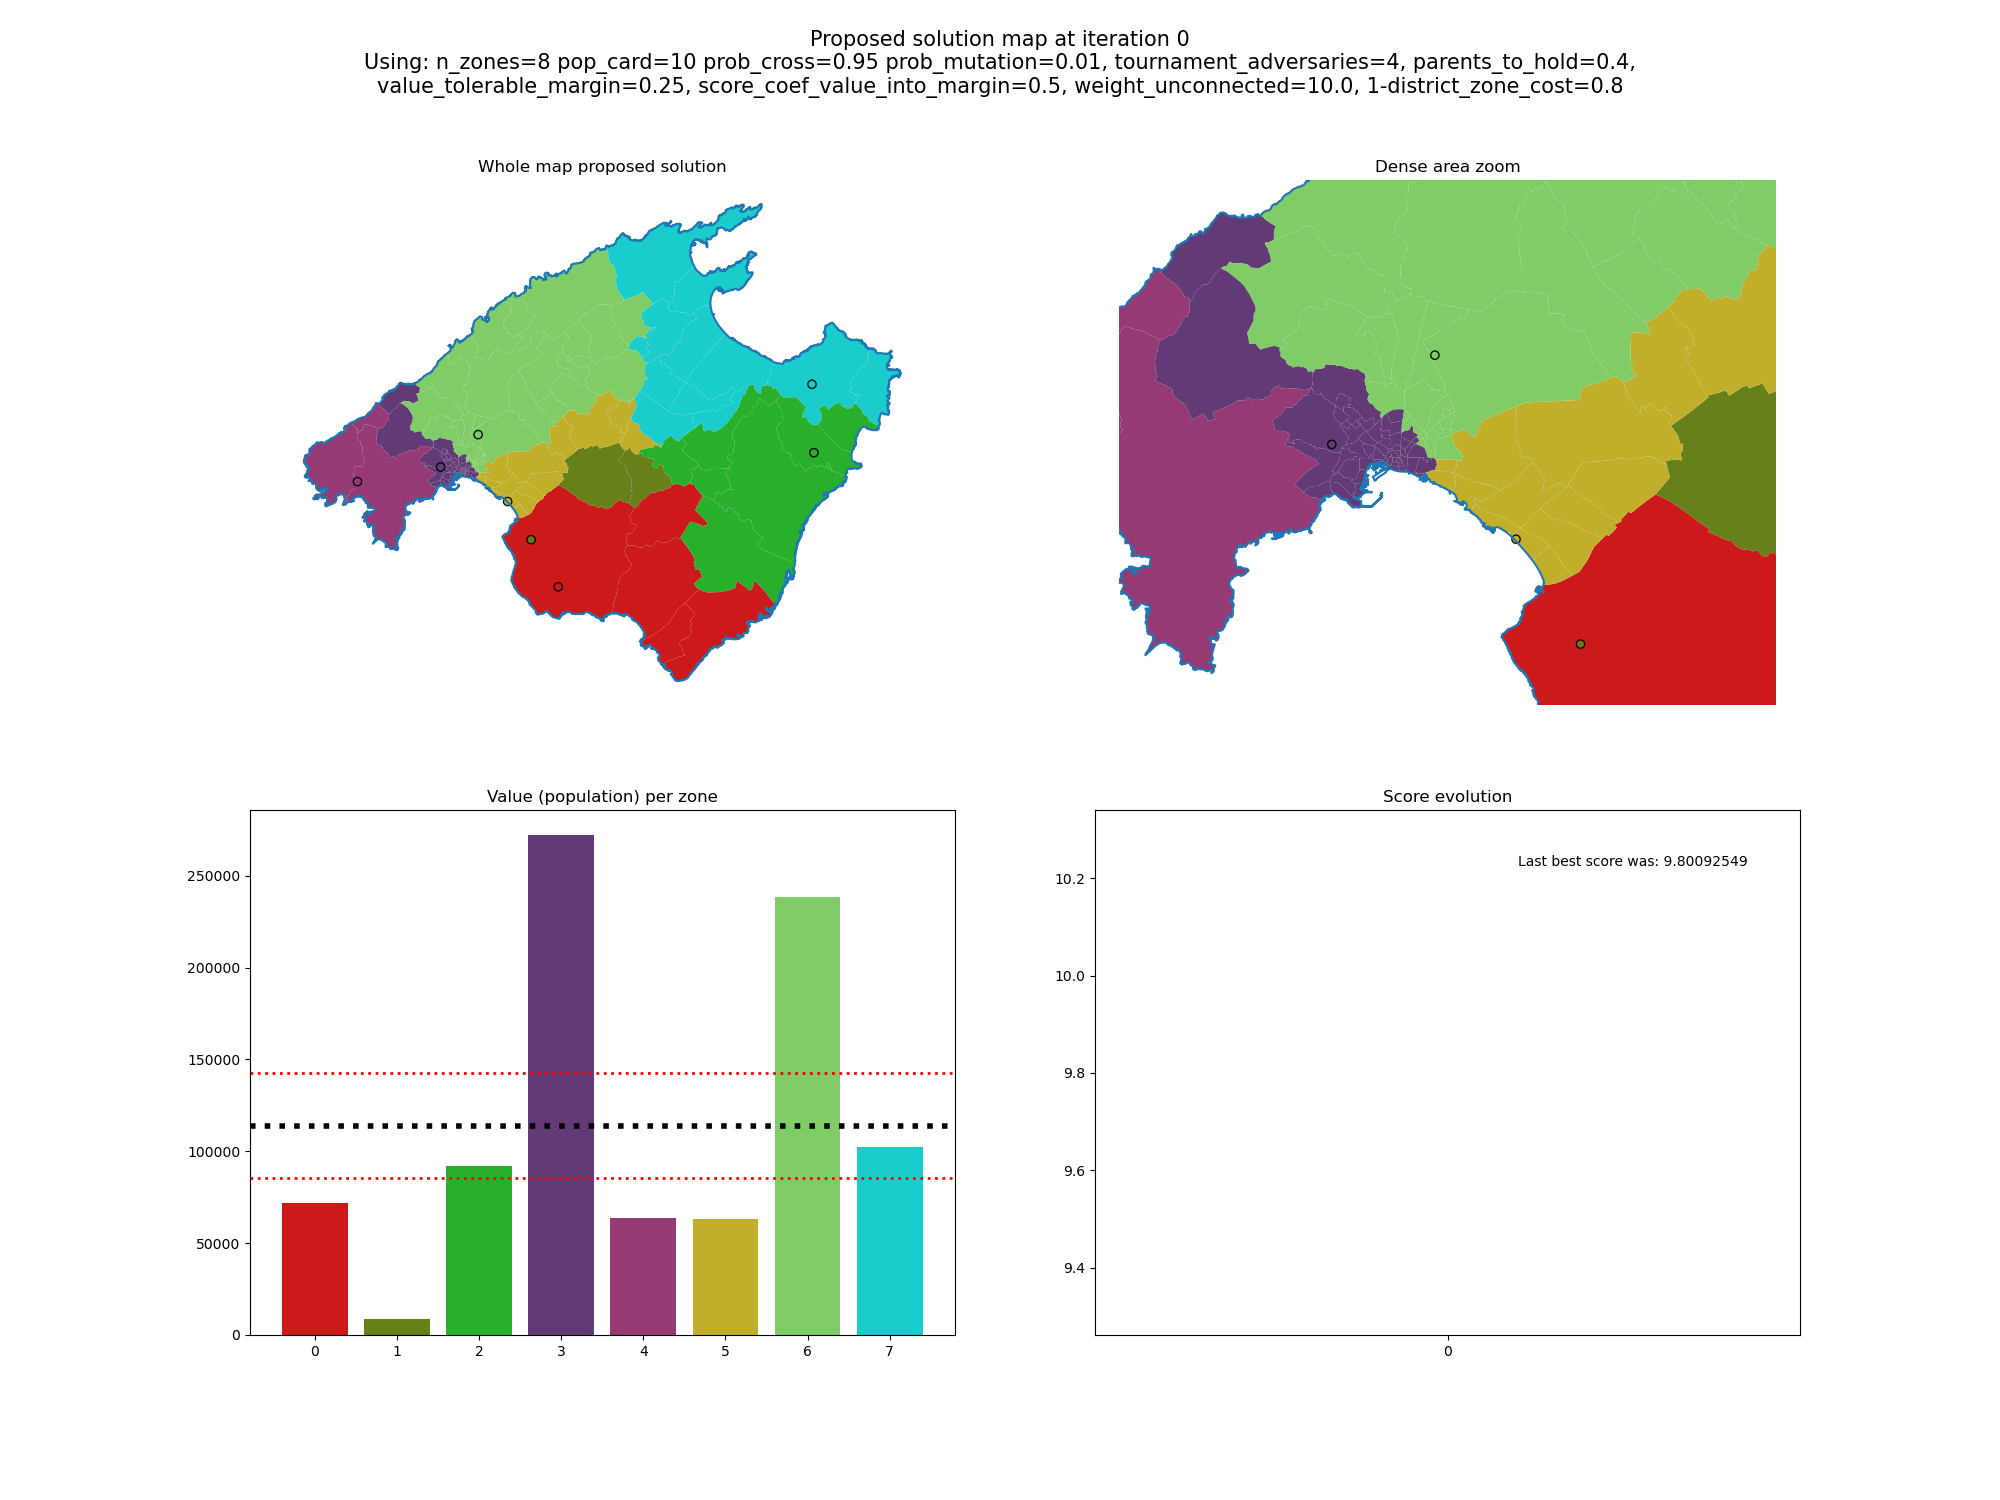 Proposed solution map at iteration 0
Using: n_zones=8 pop_card=10 prob_cross=0.95 prob_mutation=0.01, tournament_adversaries=4, parents_to_hold=0.4,
value_tolerable_margin=0.25, score_coef_value_into_margin=0.5, weight_unconnected=10.0, 1-district_zone_cost=0.8
Whole map proposed solution
Dense area zoom
Value (population) per zone
250000
200000
150000
100000
50000
0
0 1 2 3 4 5 6 7
Score evolution
Last best score was: 9.80092549
10.2
10.0
9.8
9.6
9.4
0